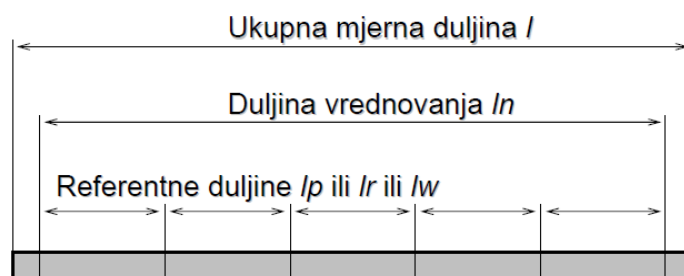 Ukupna mjerna duljina l
Duljina vrednovanja ln
Referentne duljine lp ili lr ili lw